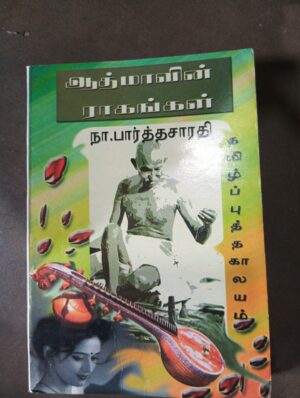 ஆத்மாவின்
ராகங்கள்
நா.பார்த்தசாரதி
தமிழ்ப்புத்தகாலயம்